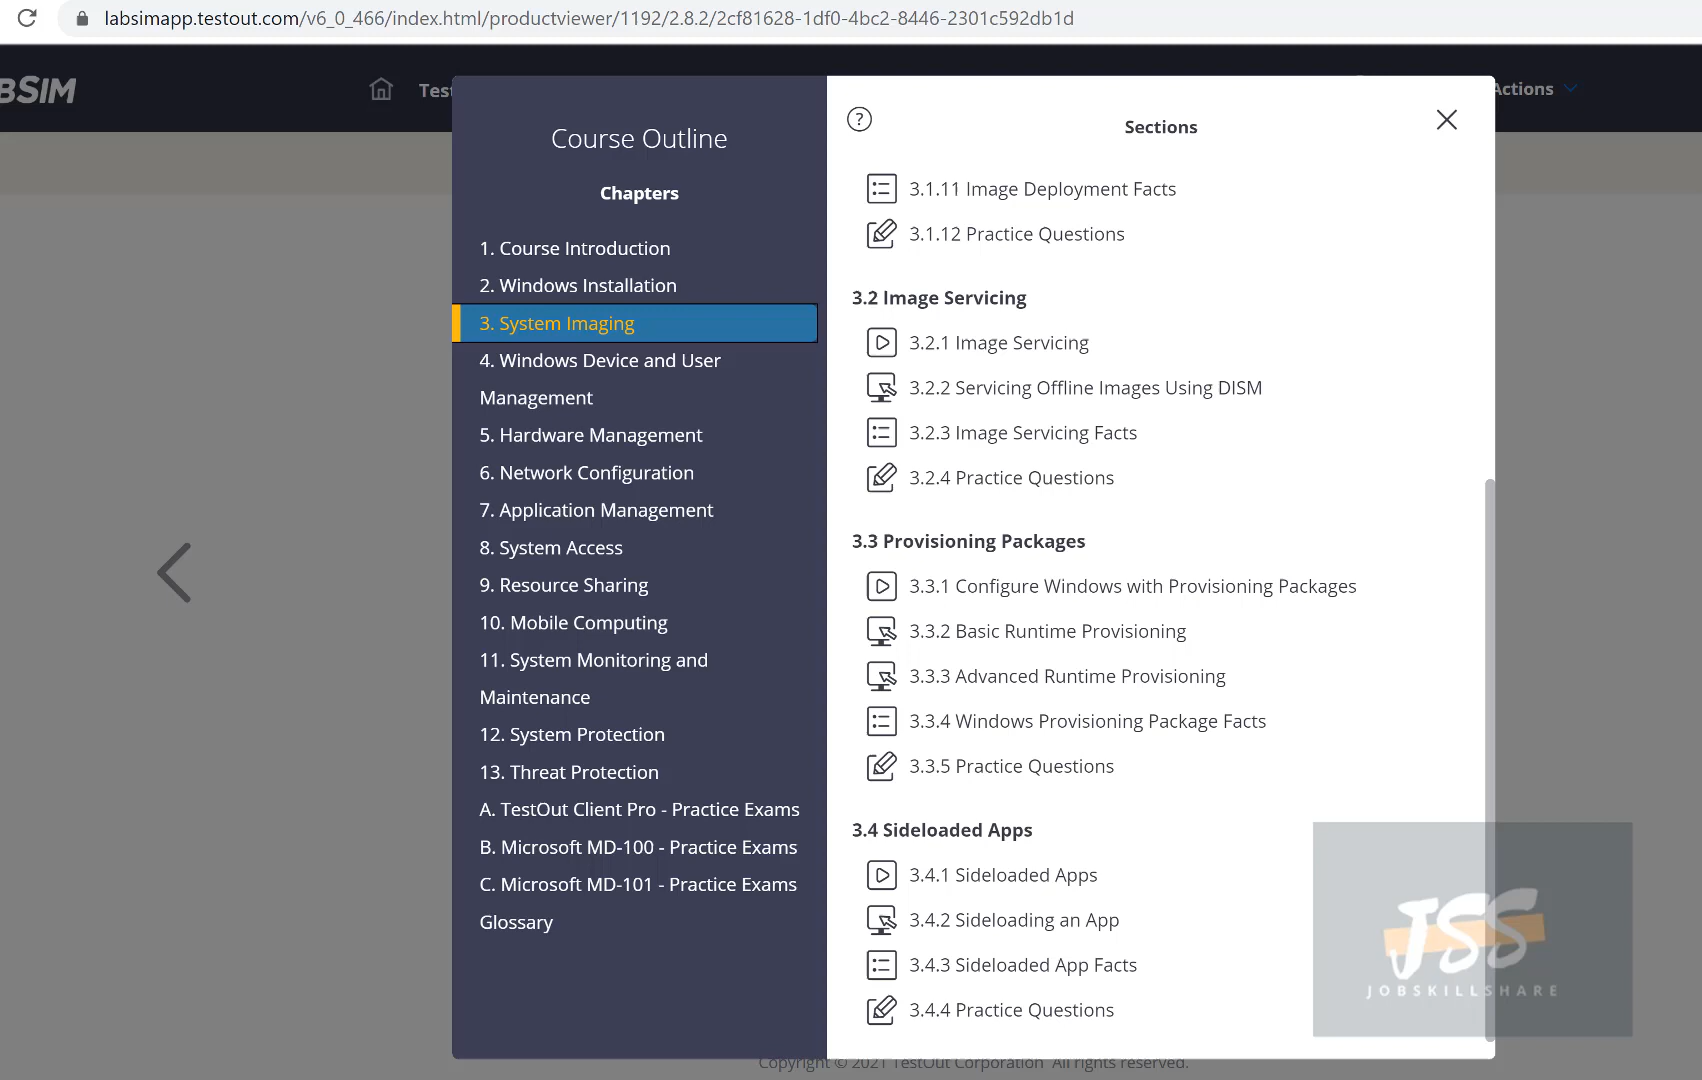 labsimapp.testout.com/v6_0_466/index.html/productviewer/1192/2.8.2/2cf81628-1df0-4bc2-8446-2301c592db1d
BSIM
Test
Actions
Course Outline
Chapters
1. Course Introduction
2. Windows Installation
3. System Imaging
4. Windows Device and User
Management
5. Hardware Management
6. Network Configuration
7. Application Management
8. System Access
9. Resource Sharing
10. Mobile Computing
11. System Monitoring and
Maintenance
12. System Protection
13. Threat Protection
A. TestOut Client Pro - Practice Exams
B. Microsoft MD-100 - Practice Exams
C. Microsoft MD-101 - Practice Exams
Glossary
?
Sections
3.1.11 Image Deployment Facts
3.1.12 Practice Questions
3.2 Image Servicing
3.2.1 Image Servicing
3.2.2 Servicing Offline Images Using DISM
3.2.3 Image Servicing Facts
3.2.4 Practice Questions
3.3 Provisioning Packages
3.3.1 Configure Windows with Provisioning Packages
3.3.2 Basic Runtime Provisioning
3.3.3 Advanced Runtime Provisioning
3.3.4 Windows Provisioning Package Facts
3.3.5 Practice Questions
3.4 Sideloaded Apps
3.4.1 Sideloaded Apps
3.4.2 Sideloading an App
3.4.3 Sideloaded App Facts
3.4.4 Practice Questions
JSS
JOBSKILLSHARE
Copyright © 2021 TestOut Corporation All rights reserved.